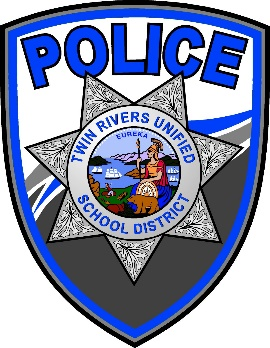 POLICE
TWIN RIVERS UNIFIED
EUREKA
SCHOOL DISTRICT